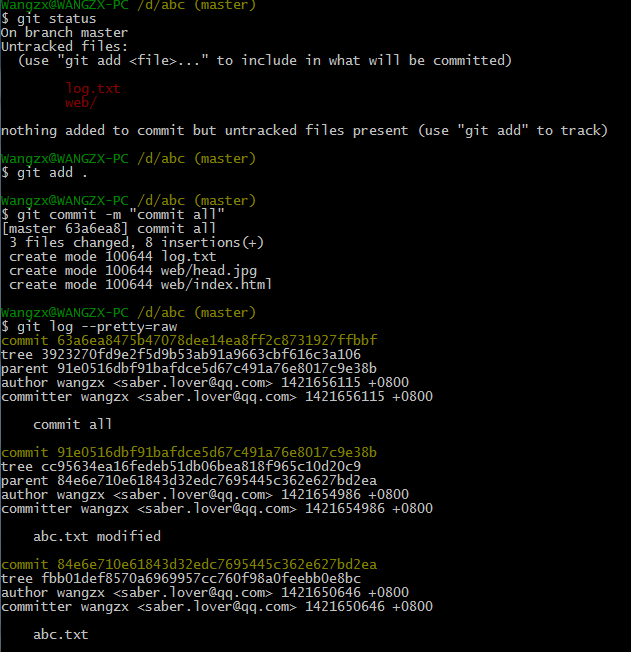 Wangzx@WANGZX-PC /d/abc (master)
$ git status
On branch master
Untracked files:
  (use "git add <file>..." to include in what will be committed)
        log.txt
        web/
nothing added to commit but untracked files present (use "git add" to track)
Wangzx@WANGZX-PC /d/abc (master)
$ git add .
Wangzx@WANGZX-PC /d/abc (master)
$ git commit -m "commit all"
[master 63a6ea8] commit all
 3 files changed, 8 insertions(+)
 create mode 100644 log.txt
 create mode 100644 web/head.jpg
 create mode 100644 web/index.html
Wangzx@WANGZX-PC /d/abc (master)
$ git log --pretty=raw
commit 63a6ea8475b47078dee14ea8ff2c8731927ffbbf
tree 3923270fd9e2f5d9b53ab91a9663cbf616c3a106
parent 91e0516dbf91bafdce5d67c491a76e8017c9e38b
author wangzx <saber.lover@qq.com> 1421656115 +0800
committer wangzx <saber.lover@qq.com> 1421656115 +0800
    commit all
commit 91e0516dbf91bafdce5d67c491a76e8017c9e38b
tree cc95634ea16fedeb51db06bea818f965c10d20c9
parent 84e6e710e61843d32edc7695445c362e627bd2ea
author wangzx <saber.lover@qq.com> 1421654986 +0800
committer wangzx <saber.lover@qq.com> 1421654986 +0800
    abc.txt modified
commit 84e6e710e61843d32edc7695445c362e627bd2ea
tree fbb01def8570a6969957cc760f98a0feebb0e8bc
author wangzx <saber.lover@qq.com> 1421650646 +0800
committer wangzx <saber.lover@qq.com> 1421650646 +0800
    abc.txt